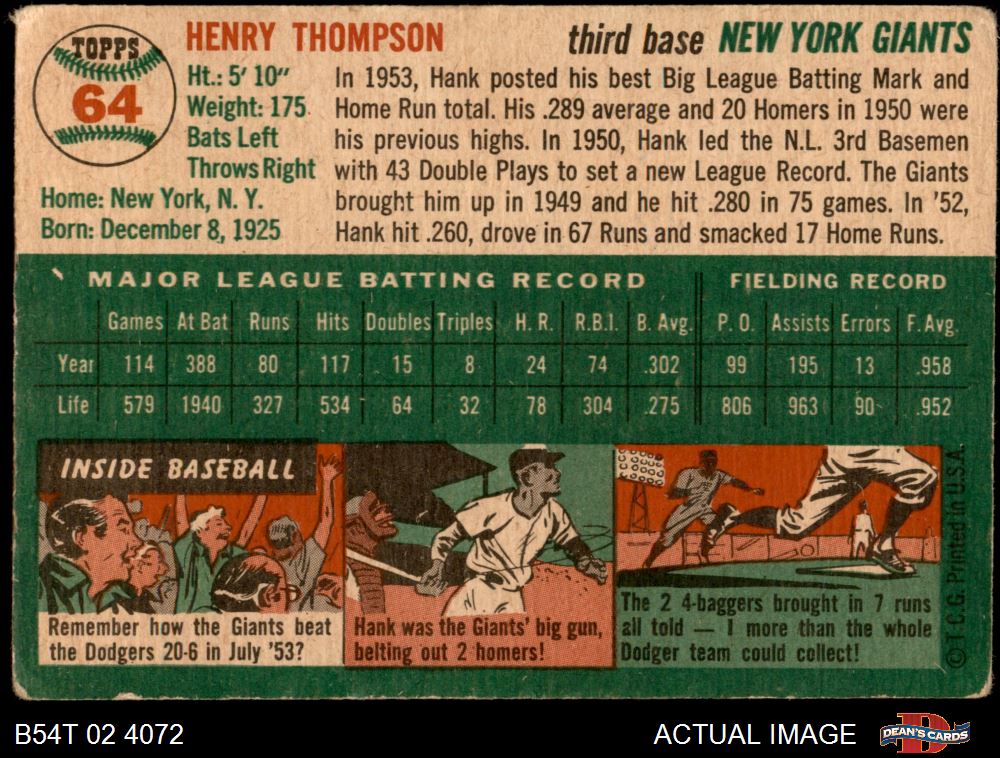 TOPPS
64
HENRY THOMPSON
third base NEW YORK GIANTS
Ht.: 5' 10"
Weight: 175
Bats Left
Throws Right
Home: New York, N. Y.
Born: December 8, 1925
In 1953, Hank posted his best Big League Batting Mark and
Home Run total. His .289 average and 20 Homers in 1950 were
his previous highs. In 1950, Hank led the N.L. 3rd Basemen
with 43 Double Plays to set a new League Record. The Giants
brought him up in 1949 and he hit .280 in 75 games. In '52,
Hank hit .260, drove in 67 Runs and smacked 17 Home Runs.
MAJOR LEAGUE BATTING RECORD FIELDING RECORD
Games At Bat Runs Hits Doubles Triples H. R. R.B.I. B. Avg. P. O. Assists Errors F. Avg.
Year 114 388 80 117 15 8 24 74 .302 99 195 13 .958
Life 579 1940 327 534 64 32 78 304 .275 806 963 90 .952
INSIDE BASEBALL
Remember how the Giants beat
the Dodgers 20-6 in July '53?
Hank was the Giants' big gun,
belting out 2 homers!
The 2 4-baggers brought in 7 runs
all told — 1 more than the whole
Dodger team could collect!
© T.C.G. Printed in U.S.A.
B54T 02 4072
ACTUAL IMAGE
DEAN'S CARDS